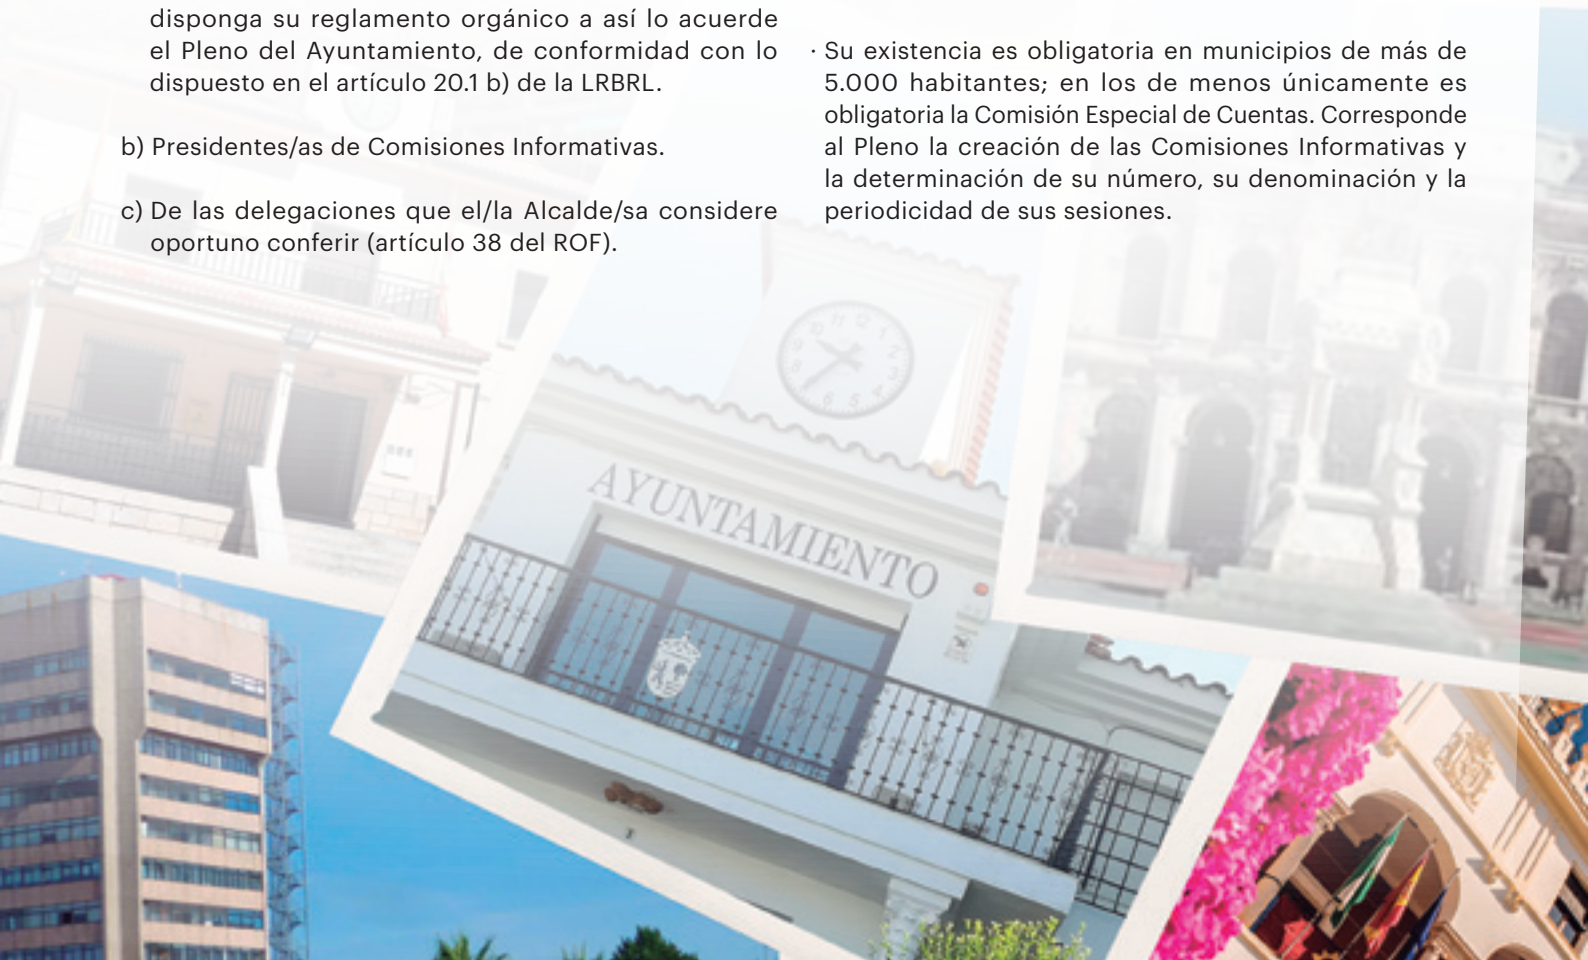 disponga su reglamento orgánico a así lo acuerde
el Pleno del Ayuntamiento, de conformidad con lo
dispuesto en el artículo 20.1 b) de la LRBRL.
b) Presidentes/as de Comisiones Informativas.
c) De las delegaciones que el/la Alcalde/sa considere
oportuno conferir (artículo 38 del ROF).
· Su existencia es obligatoria en municipios de más de
5.000 habitantes; en los de menos únicamente es
obligatoria la Comisión Especial de Cuentas. Corresponde
al Pleno la creación de las Comisiones Informativas y
la determinación de su número, su denominación y la
periodicidad de sus sesiones.
AYUNTAMIENTO